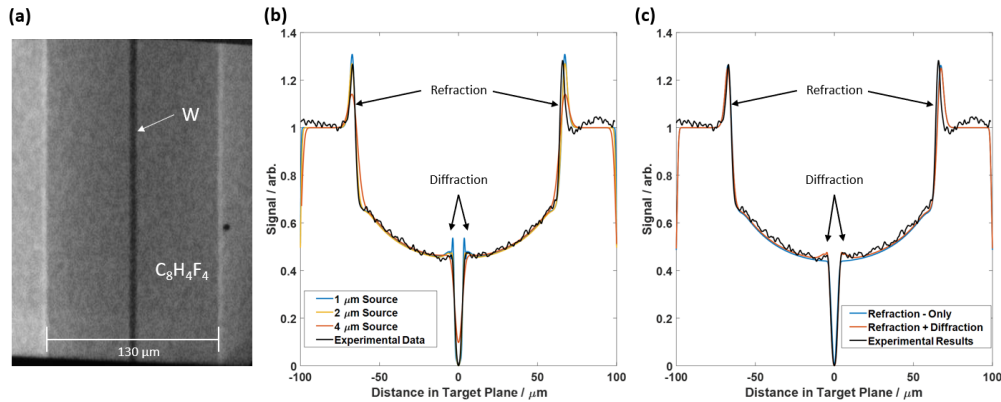 (a)
W
C₈H₄F₄
130 μm
(b)
Signal / arb.
1.4
1.2
1
0.8
0.6
0.4
0.2
0
Refraction
Diffraction
1 μm Source
2 μm Source
4 μm Source
Experimental Data
-100
-50
0
50
100
Distance in Target Plane / μm
(c)
Signal / arb.
1.4
1.2
1
0.8
0.6
0.4
0.2
0
Refraction
Diffraction
Refraction - Only
Refraction + Diffraction
Experimental Results
-100
-50
0
50
100
Distance in Target Plane / μm